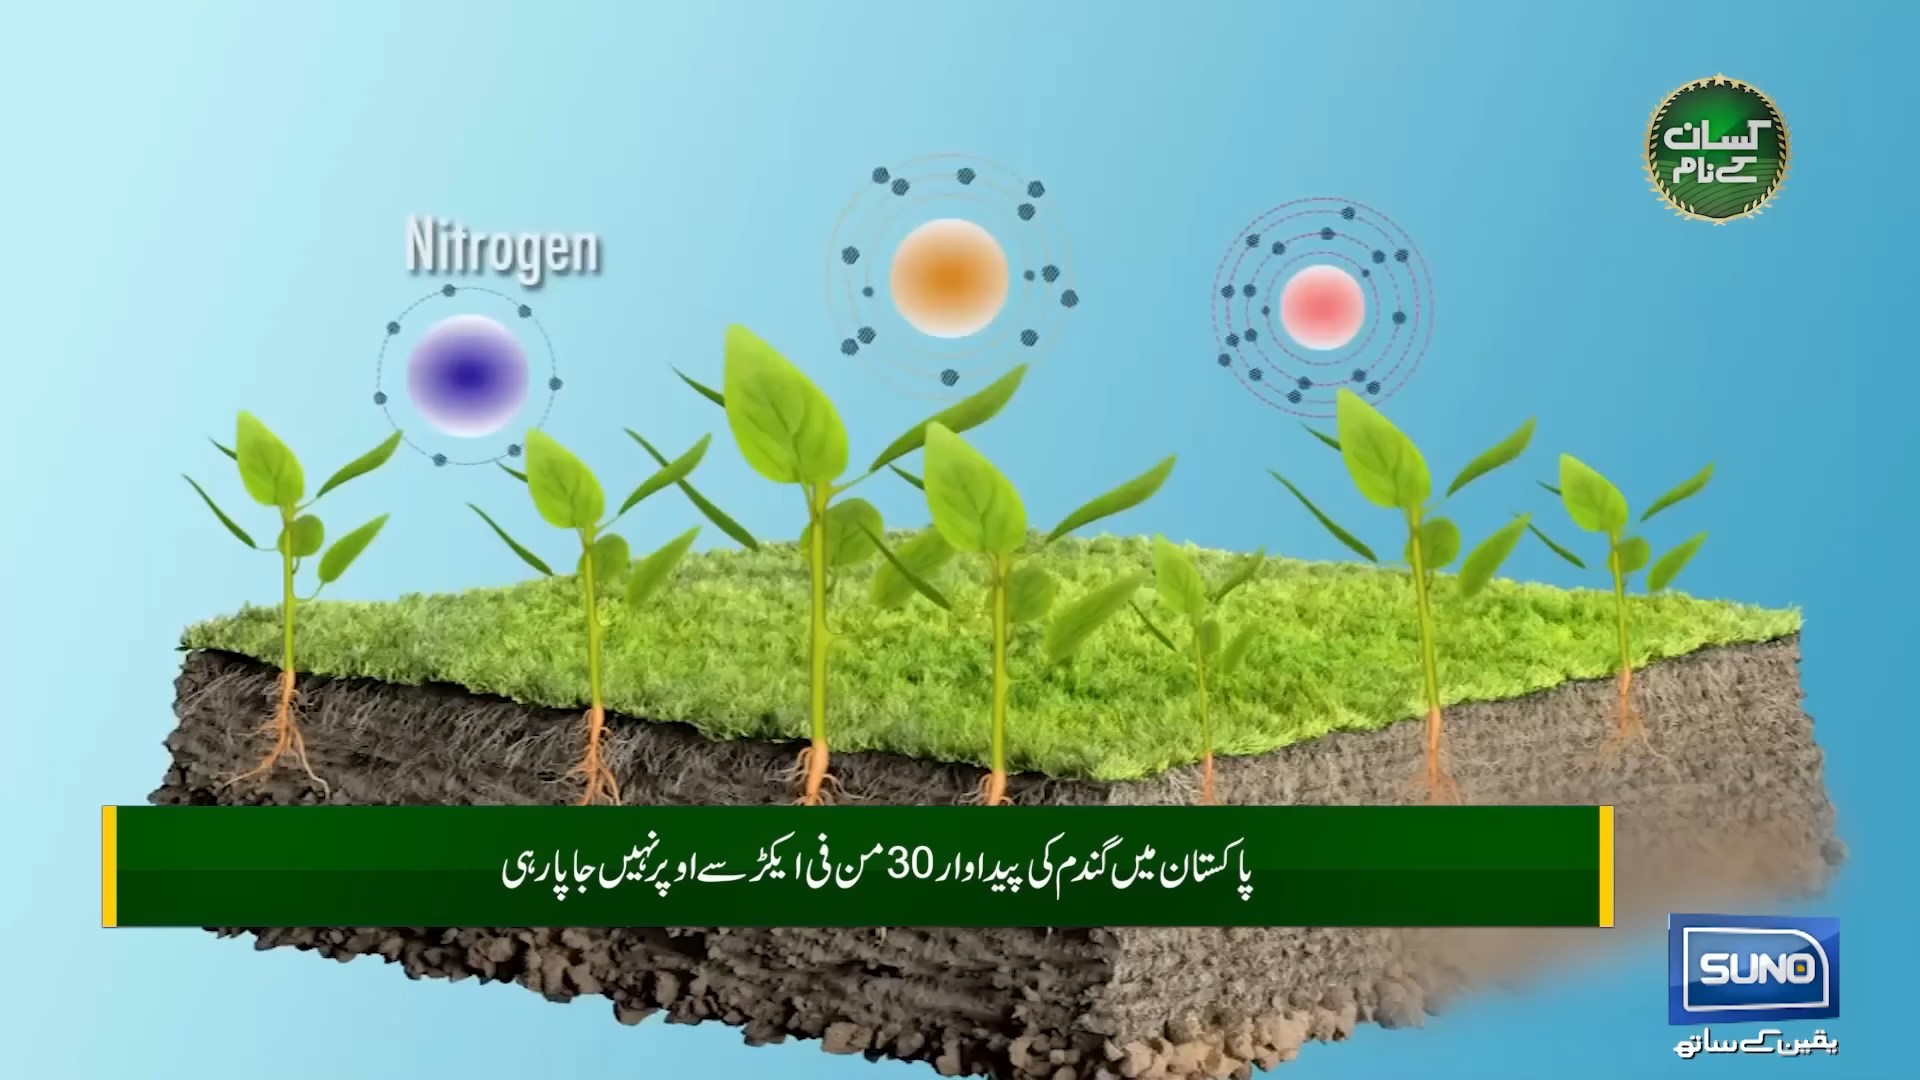 کسان
کے نام
Nitrogen
پاکستان میں گندم کی پیداوار 30 من فی ایکڑ سے اوپر نہیں جا پا رہی
SUNO
یقین کے ساتھ